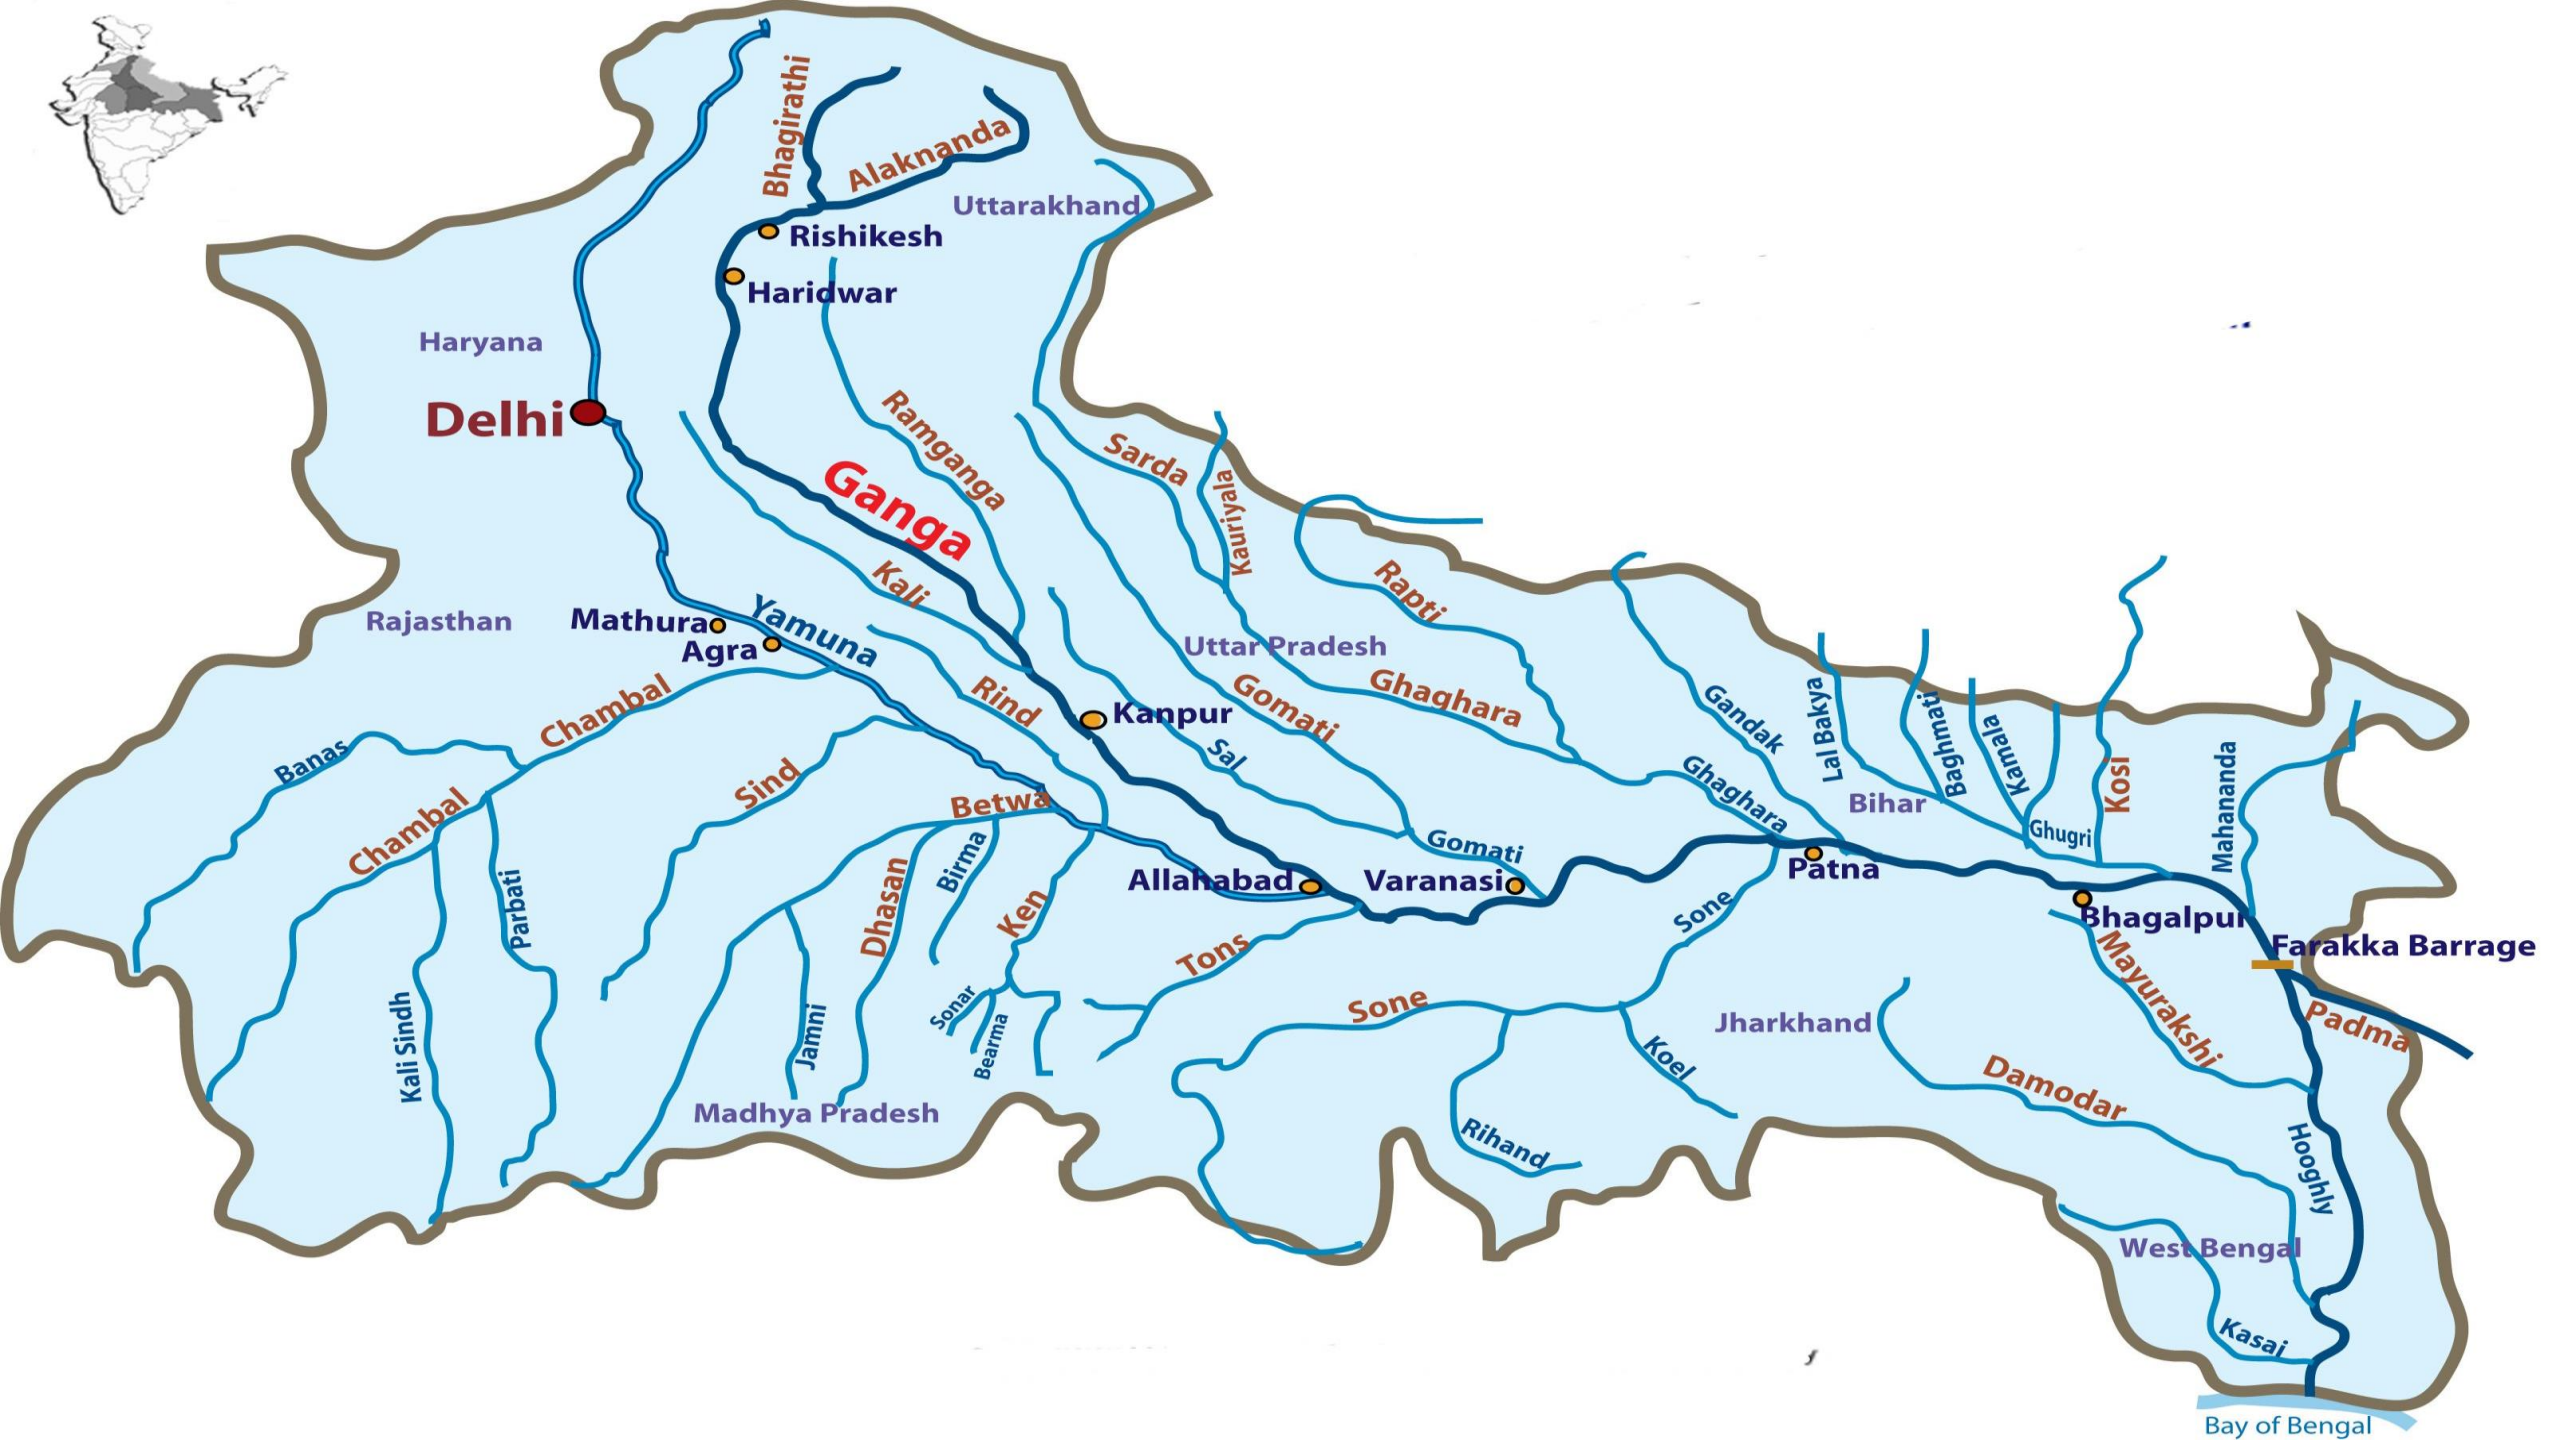 Bhagirathi
Alaknanda
Uttarakhand
Rishikesh
Haridwar
Haryana
Delhi
Ramganga
Ganga
Sarda
Kauriyala
Kali
Rapti
Rajasthan
Mathura
Yamuna
Agra
Uttar Pradesh
Chambal
Rind
Kanpur
Gomati
Ghaghara
Gandak
Lal Bakya
Baghmati
Kamala
Kosi
Mahananda
Banas
Sind
Sal
Ghaghara
Bihar
Ghugri
Chambal
Betwa
Birma
Gomati
Parbati
Dhasan
Ken
Allahabad
Varanasi
Patna
Bhagalpur
Farakka Barrage
Sone
Tons
Mayurakshi
Padma
Kali Sindh
Jamni
Sonar
Bearma
Sone
Koel
Jharkhand
Damodar
Madhya Pradesh
Rihand
Hooghly
West Bengal
Kasai
Bay of Bengal